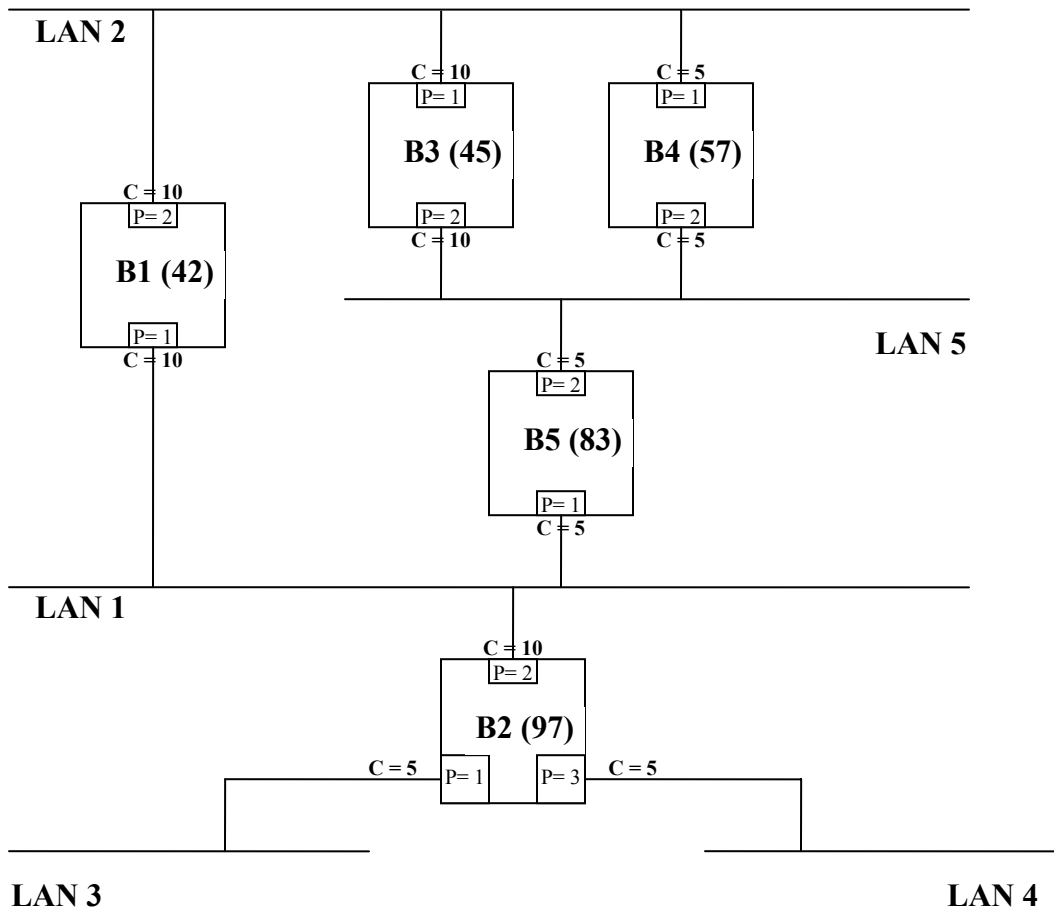 LAN 2
C = 10
P= 1
B3 (45)
P= 2
C = 10
C = 5
P= 1
B4 (57)
P= 2
C = 5
C = 10
P= 2
B1 (42)
P= 1
C = 10
LAN 5
C = 5
P= 2
B5 (83)
P= 1
C = 5
LAN 1
C = 10
P= 2
B2 (97)
C = 5
P= 1
P= 3
C = 5
LAN 3
LAN 4